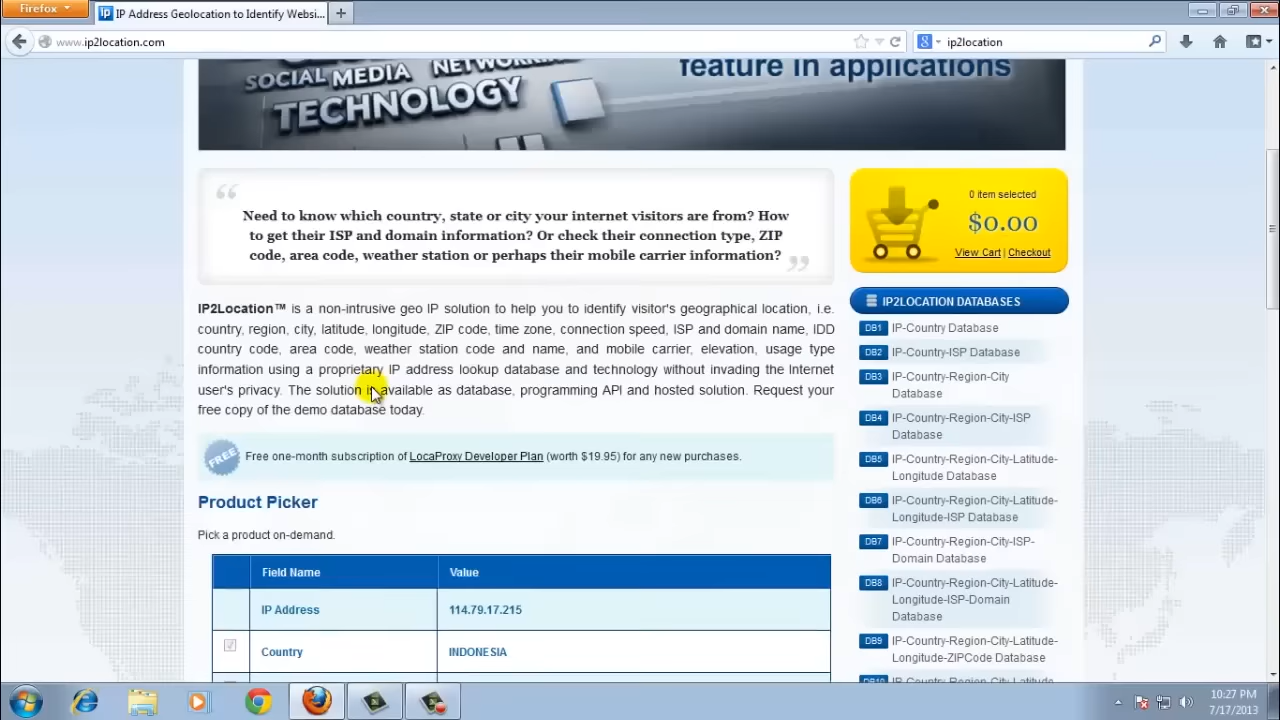 Firefox
IP Address Geolocation to Identify Websi...
www.ip2location.com
ip2location
SOCIAL MEDIA
TECHNOLOGY
feature in applications
Need to know which country, state or city your internet visitors are from? How
to get their ISP and domain information? Or check their connection type, ZIP
code, area code, weather station or perhaps their mobile carrier information?
0 item selected
$0.00
View Cart | Checkout
IP2Location™ is a non-intrusive geo IP solution to help you to identify visitor's geographical location, i.e.
country, region, city, latitude, longitude, ZIP code, time zone, connection speed, ISP and domain name, IDD
country code, area code, weather station code and name, and mobile carrier, elevation, usage type
information using a proprietary IP address lookup database and technology without invading the Internet
user's privacy. The solution is available as database, programming API and hosted solution. Request your
free copy of the demo database today.
FREE
Free one-month subscription of LocaProxy Developer Plan (worth $19.95) for any new purchases.
Product Picker
Pick a product on-demand.
Field Name Value
IP Address 114.79.17.215
Country INDONESIA
IP2LOCATION DATABASES
DB1 IP-Country Database
DB2 IP-Country-ISP Database
DB3 IP-Country-Region-City
Database
DB4 IP-Country-Region-City-ISP
Database
DB5 IP-Country-Region-City-Latitude-
Longitude Database
DB6 IP-Country-Region-City-Latitude-
Longitude-ISP Database
DB7 IP-Country-Region-City-ISP-
Domain Database
DB8 IP-Country-Region-City-Latitude-
Longitude-ISP-Domain
Database
DB9 IP-Country-Region-City-Latitude-
Longitude-ZIPCode Database
DB10 IP-Country-Region-City-Latitude-
10:27 PM
7/17/2013